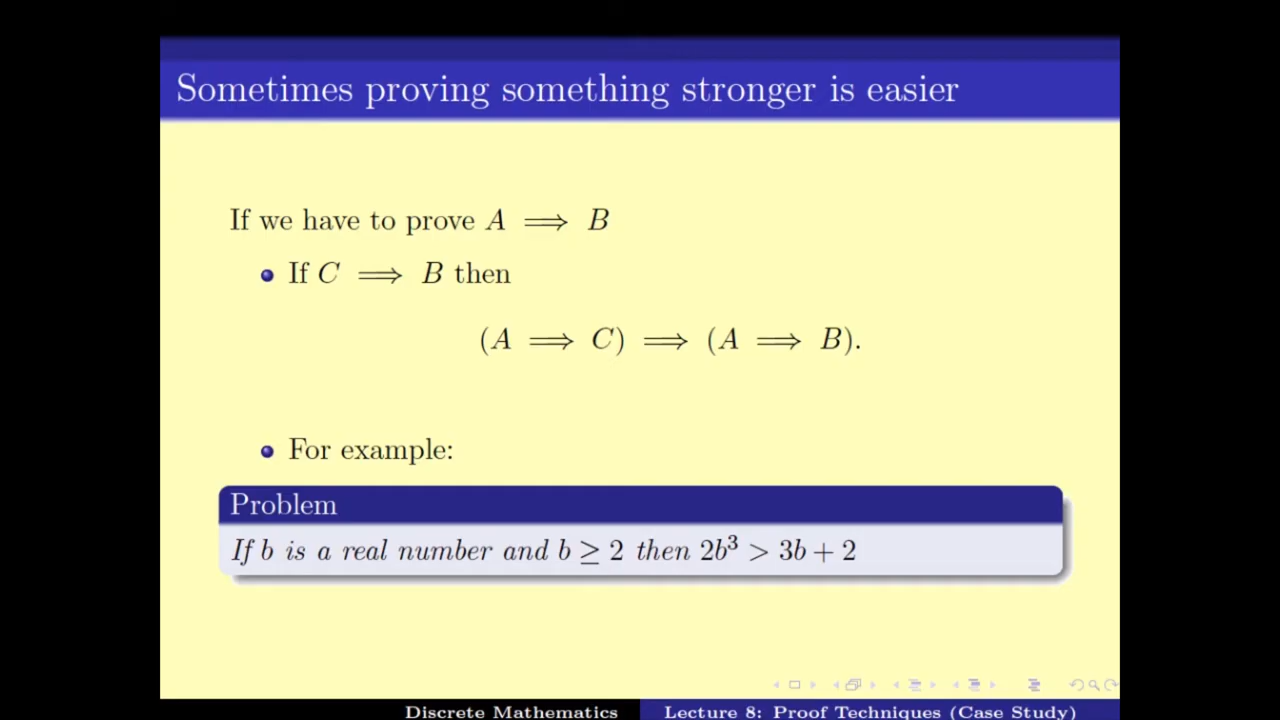 Sometimes proving something stronger is easier
If we have to prove A ⟹ B
If C ⟹ B then
(A ⟹ C) ⟹ (A ⟹ B).
For example:
Problem
If b is a real number and b ≥ 2 then 2b³ > 3b + 2
Discrete Mathematics Lecture 8: Proof Techniques (Case Study)